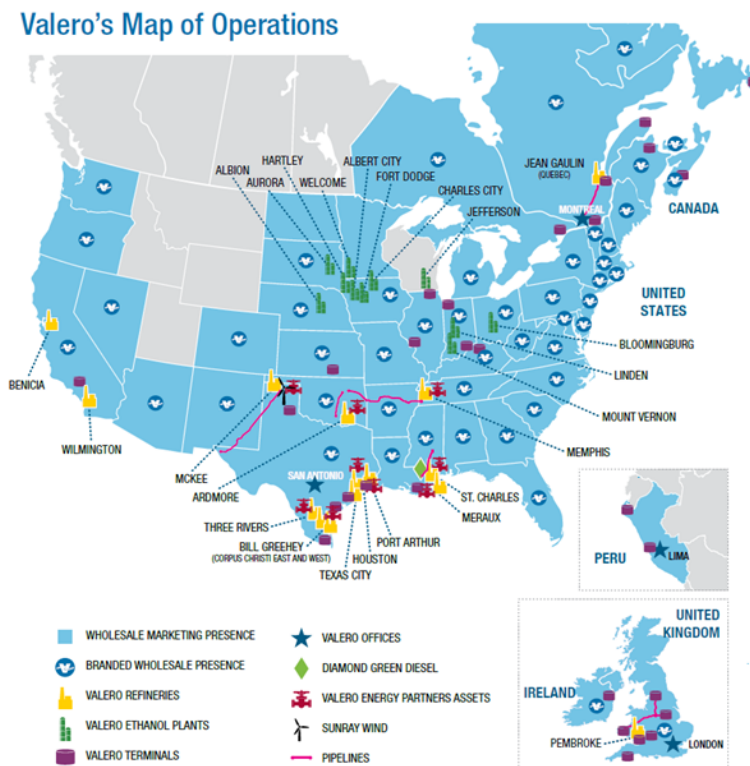 Valero's Map of Operations
HARTLEY
ALBERT CITY
ALBION
AURORA
WELCOME
FORT DODGE
CHARLES CITY
JEFFERSON
JEAN GAULIN
(QUEBEC)
MONTREAL
CANADA
UNITED
STATES
BLOOMINGBURG
LINDEN
MOUNT VERNON
MEMPHIS
BENICIA
WILMINGTON
MCKEE
ARDMORE
SAN ANTONIO
ST. CHARLES
MERAUX
THREE RIVERS
PORT ARTHUR
BILL GREEHEY
(CORPUS CHRISTI EAST AND WEST)
HOUSTON
TEXAS CITY
PERU
LIMA
WHOLESALE MARKETING PRESENCE
BRANDED WHOLESALE PRESENCE
VALERO REFINERIES
VALERO ETHANOL PLANTS
VALERO TERMINALS
VALERO OFFICES
DIAMOND GREEN DIESEL
VALERO ENERGY PARTNERS ASSETS
SUNRAY WIND
PIPELINES
UNITED
KINGDOM
IRELAND
PEMBROKE
LONDON